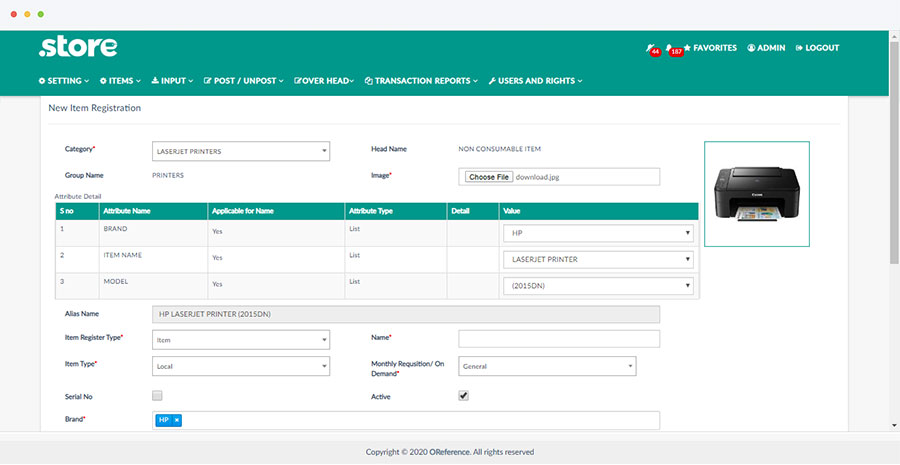 .store
44 157 FAVORITES ADMIN LOGOUT
SETTING ITEMS INPUT POST / UNPOST OVER HEAD TRANSACTION REPORTS USERS AND RIGHTS
New Item Registration
Category* LASERJET PRINTERS Head Name NON CONSUMABLE ITEM
Group Name PRINTERS Image* Choose File download.jpg
Canon
Attribute Detail
S no Attribute Name Applicable for Name Attribute Type Detail Value
1 BRAND Yes List HP
2 ITEM NAME Yes List LASERJET PRINTER
3 MODEL Yes List (2015DN)
Alias Name HP LASERJET PRINTER (2015DN)
Item Register Type* Item Name*
Item Type* Local Monthly Requsition/ On
Demand* General
Serial No Active
Brand* HP ×
Copyright © 2020 OReference. All rights reserved